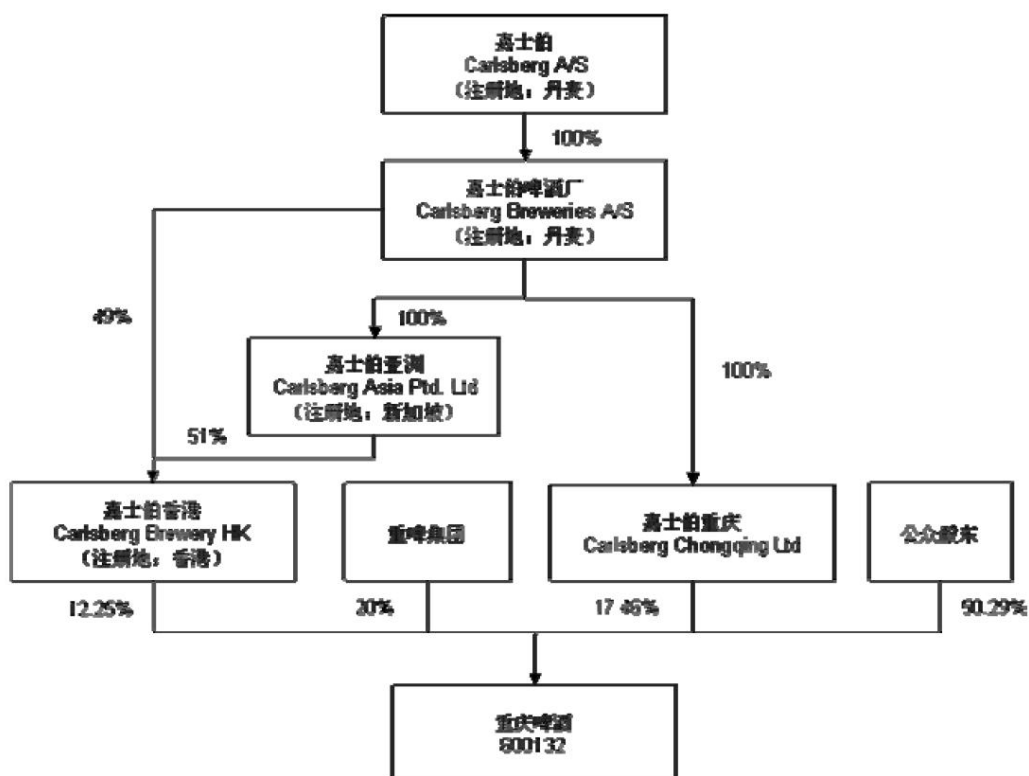 嘉士伯
Carlsberg A/S
（注册地：丹麦）
100%
嘉士伯啤酒厂
Carlsberg Breweries A/S
（注册地：丹麦）
49%
100%
100%
嘉士伯亚洲
Carlsberg Asia Ptd. Ltd
（注册地：新加坡）
51%
嘉士伯香港
Carlsberg Brewery HK
（注册地：香港）
重啤集团
嘉士伯重庆
Carlsberg Chongqing Ltd
公众股东
12.25%
20%
17.46%
50.29%
重庆啤酒
600132